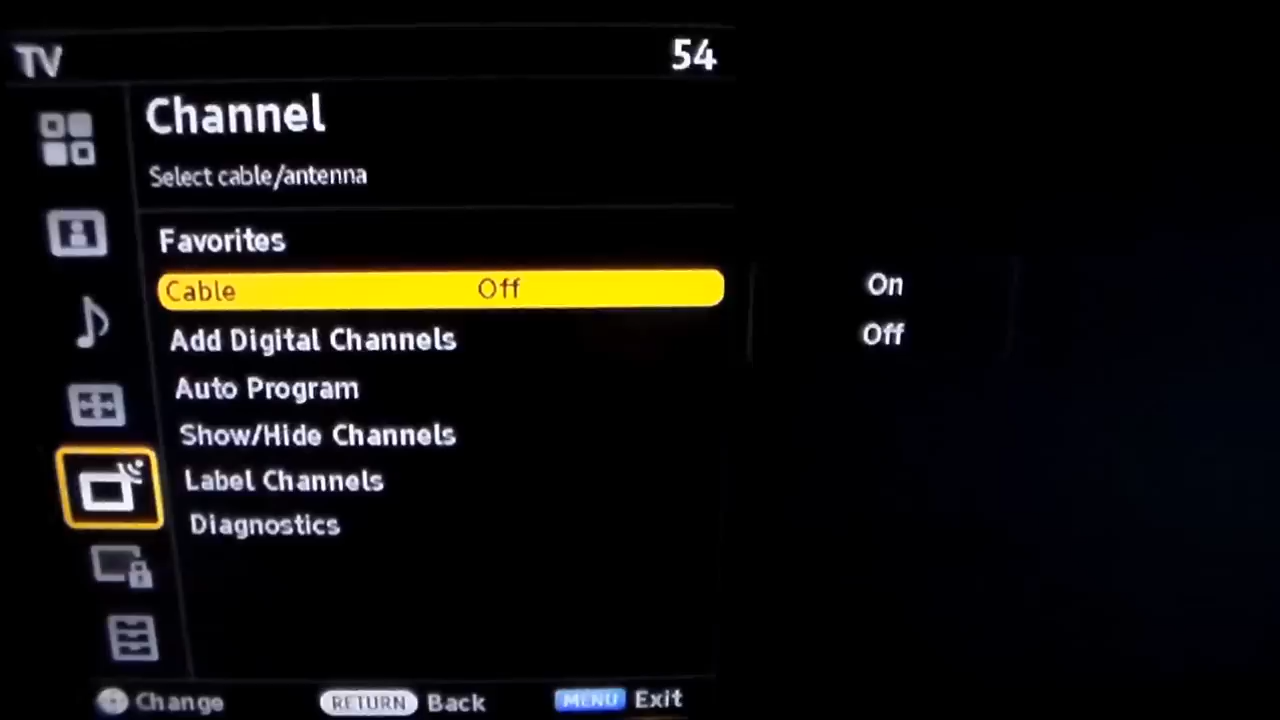 TV 54
Channel
Select cable/antenna
Favorites
Cable Off
On
Add Digital Channels
Off
Auto Program
Show/Hide Channels
Label Channels
Diagnostics
Change RETURN Back MENU Exit